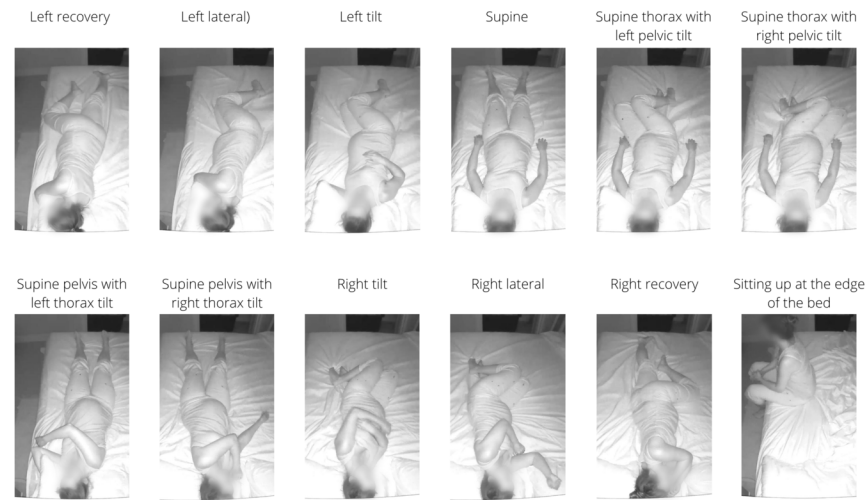 Left recovery
Left lateral)
Left tilt
Supine
Supine thorax with
left pelvic tilt
Supine thorax with
right pelvic tilt
Supine pelvis with
left thorax tilt
Supine pelvis with
right thorax tilt
Right tilt
Right lateral
Right recovery
Sitting up at the edge
of the bed